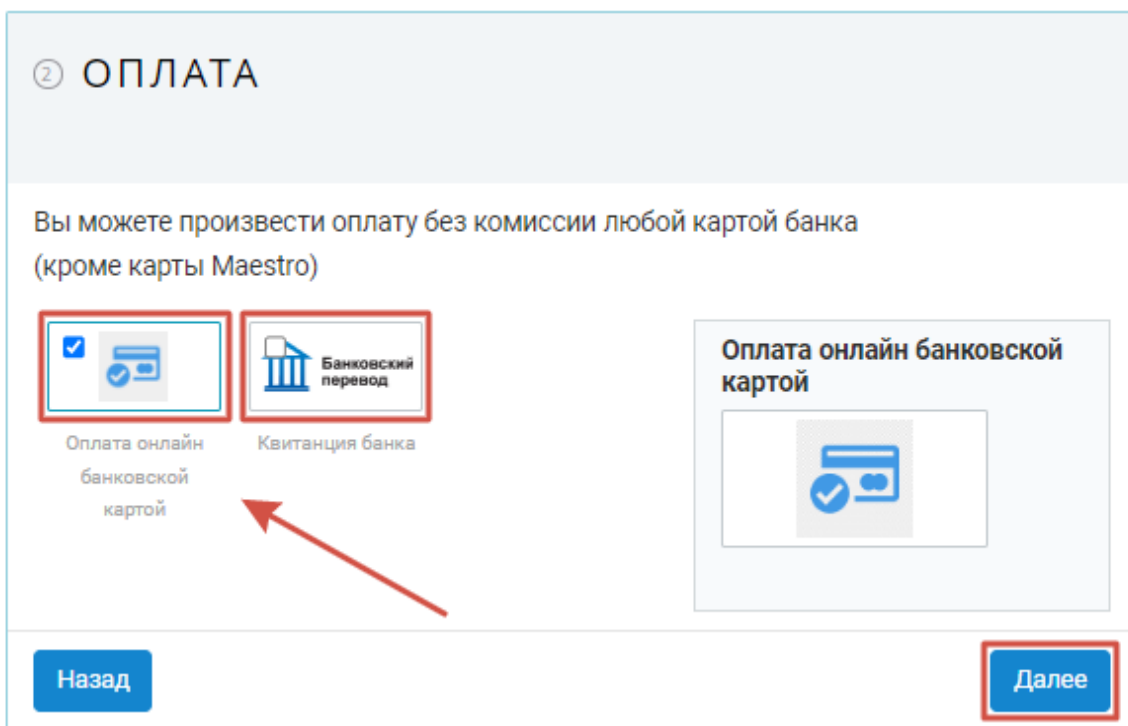 2 ОПЛАТА
Вы можете произвести оплату без комиссии любой картой банка
(кроме карты Maestro)
Банковский
перевод
Оплата онлайн
банковской
картой
Квитанция банка
Оплата онлайн банковской
картой
Назад
Далее